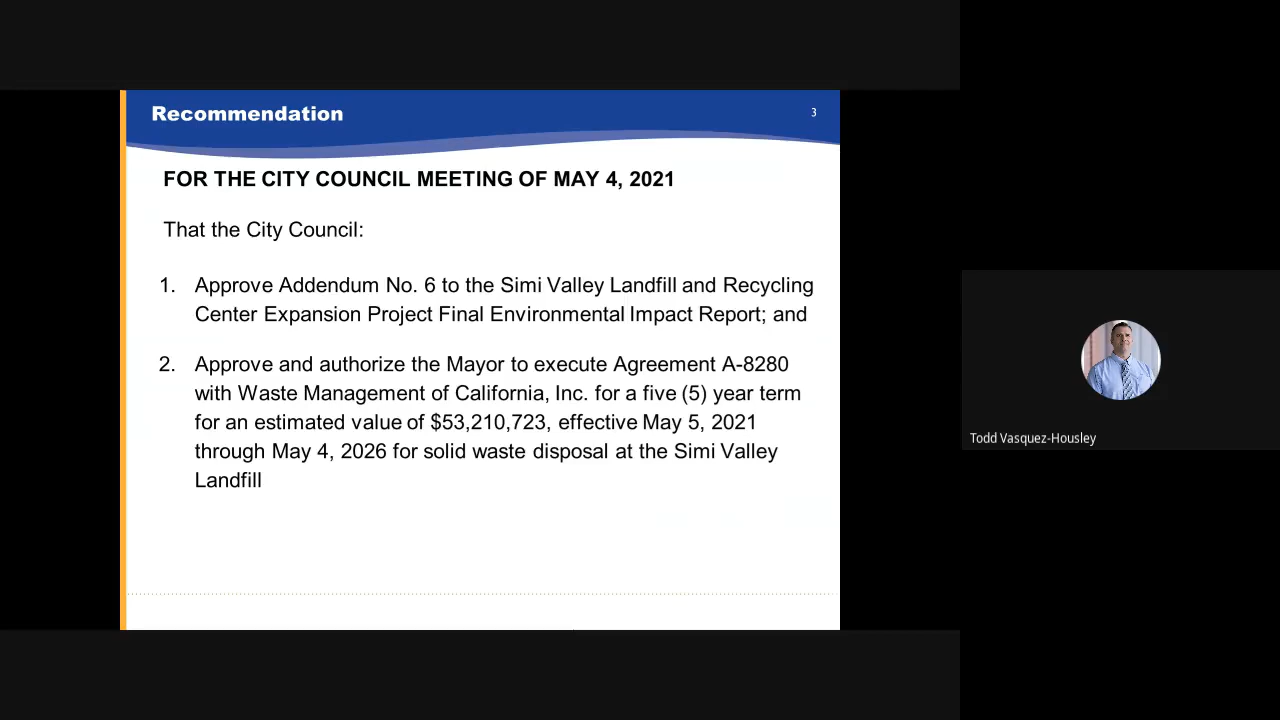 Recommendation
3
FOR THE CITY COUNCIL MEETING OF MAY 4, 2021
That the City Council:
1. Approve Addendum No. 6 to the Simi Valley Landfill and Recycling
Center Expansion Project Final Environmental Impact Report; and
2. Approve and authorize the Mayor to execute Agreement A-8280
with Waste Management of California, Inc. for a five (5) year term
for an estimated value of $53,210,723, effective May 5, 2021
through May 4, 2026 for solid waste disposal at the Simi Valley
Landfill
Todd Vasquez-Housley